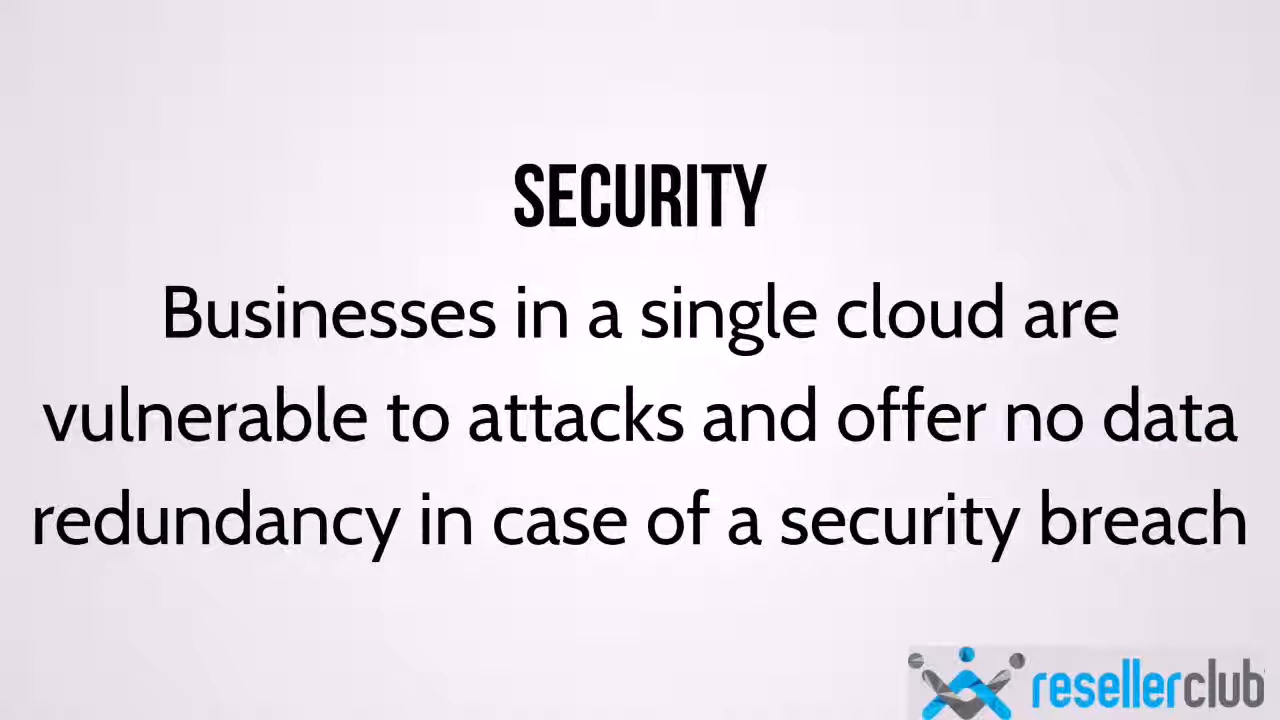 SECURITY
Businesses in a single cloud are
vulnerable to attacks and offer no data
redundancy in case of a security breach
resellerclub